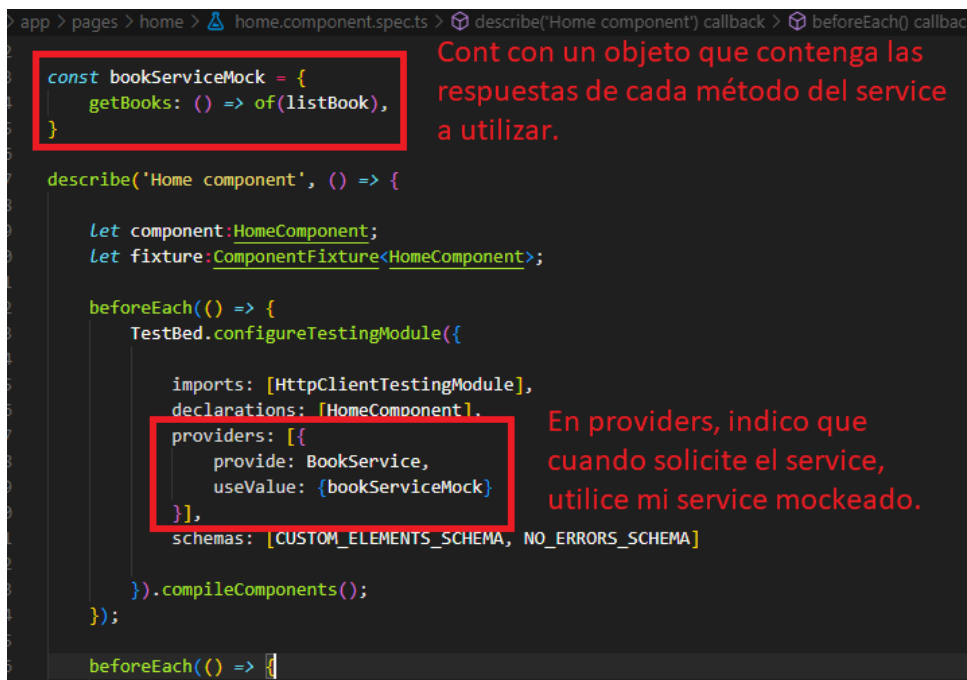 app > pages > home > home.component.spec.ts > describe('Home component') callback > beforeEach() callbac
Cont con un objeto que contenga las
const bookServiceMock = {
respuestas de cada método del service
getBooks: () => of(listBook),
}
a utilizar.
describe('Home component', () => {
let component:HomeComponent;
let fixture:ComponentFixture<HomeComponent>;
beforeEach(() => {
TestBed.configureTestingModule({
imports: [HttpClientTestingModule],
declarations: [HomeComponent],
En providers, indico que
providers: [{
cuando solicite el service,
provide: BookService,
useValue: {bookServiceMock}
utilice mi service mockeado.
}],
schemas: [CUSTOM_ELEMENTS_SCHEMA, NO_ERRORS_SCHEMA]
}).compileComponents();
});
beforeEach(() => {